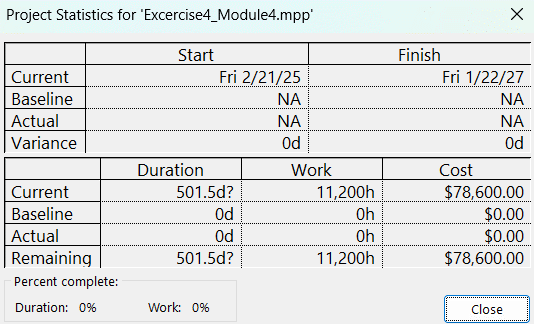 Project Statistics for 'Excercise4_Module4.mpp'
Start Finish
Current Fri 2/21/25 Fri 1/22/27
Baseline NA NA
Actual NA NA
Variance 0d 0d
Duration Work Cost
Current 501.5d? 11,200h $78,600.00
Baseline 0d 0h $0.00
Actual 0d 0h $0.00
Remaining 501.5d? 11,200h $78,600.00
Percent complete:
Duration: 0% Work: 0%
Close